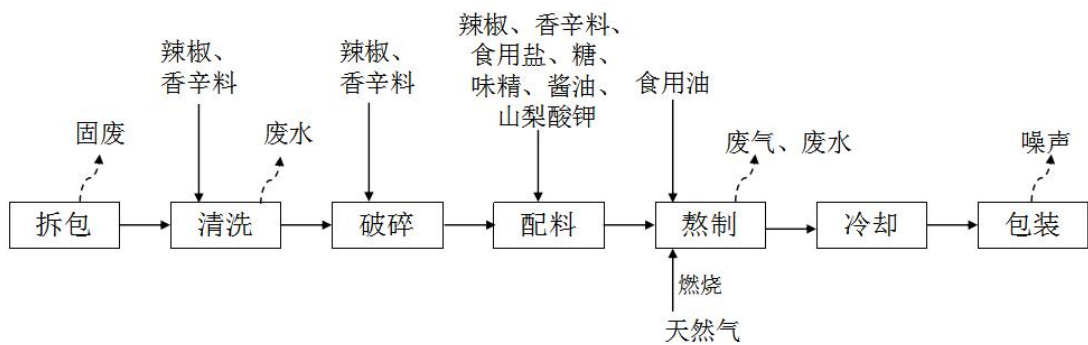 辣椒、
香辛料
辣椒、
香辛料
辣椒、香辛料、
食用盐、糖、
味精、酱油、
山梨酸钾
食用油
固废
废水
废气、废水
噪声
拆包
清洗
破碎
配料
熬制
冷却
包装
燃烧
天然气